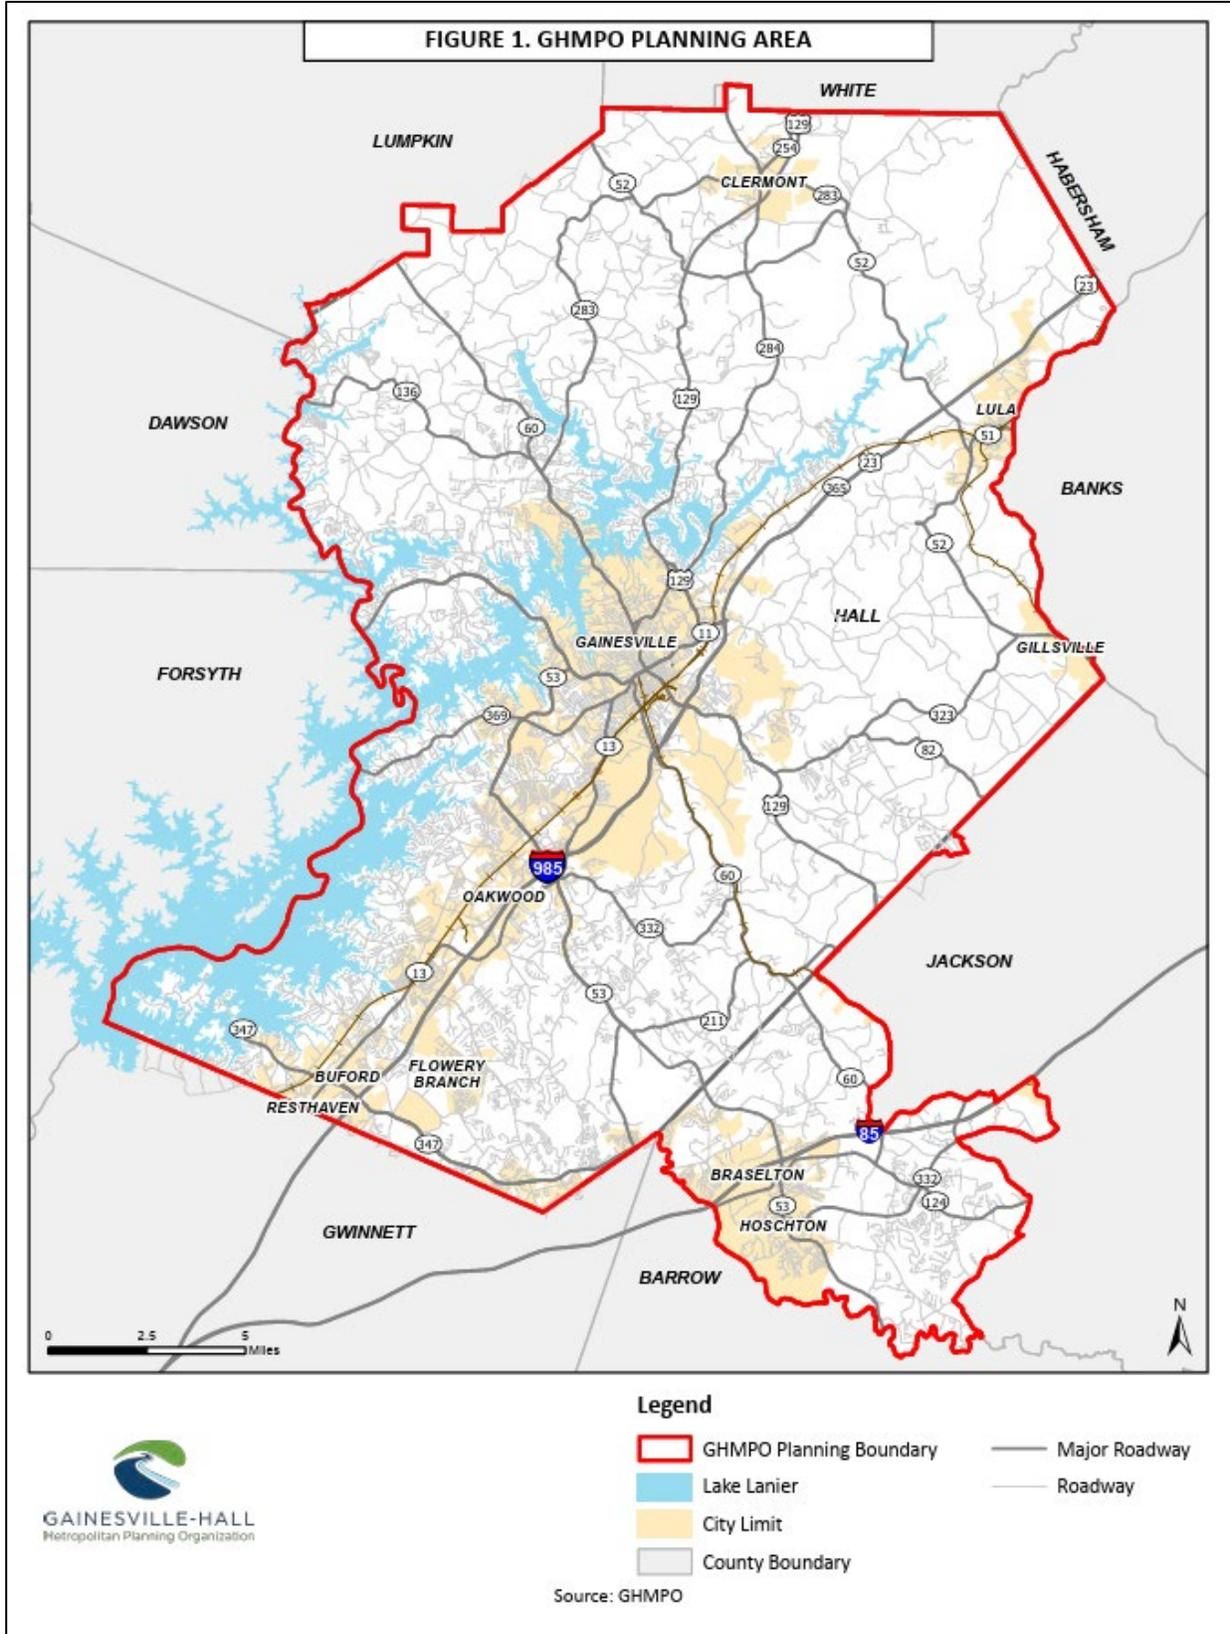 FIGURE 1. GHMPO PLANNING AREA
WHITE
LUMPKIN
HABERSHAM
129
254
52
CLERMONT
283
52
23
283
284
136
129
DAWSON
LULA
60
51
23
365
BANKS
52
129
HALL
11
GAINESVILLE
GILLSVILLE
FORSYTH
53
369
323
13
82
129
985
60
OAKWOOD
332
JACKSON
13
53
211
347
FLOWERY
BRANCH
BUFORD
60
RESTHAVEN
85
347
BRASELTON
332
124
53
HOSCHTON
GWINNETT
BARROW
N
0 2.5 5
Miles
Legend
GHMPO Planning Boundary
Major Roadway
Lake Lanier
Roadway
City Limit
County Boundary
GAINESVILLE-HALL
Metropolitan Planning Organization
Source: GHMPO